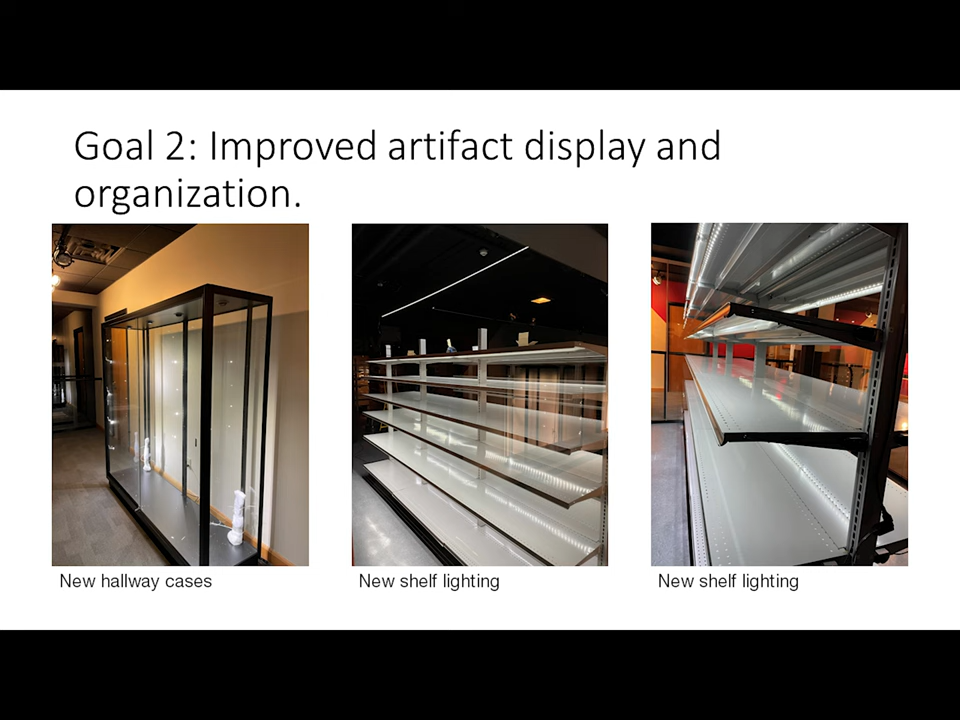 Goal 2: Improved artifact display and
organization.
New hallway cases
New shelf lighting
New shelf lighting